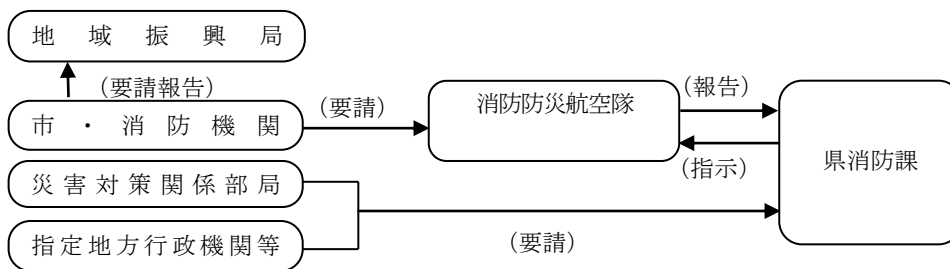 地域振興局
（要請報告）
市・消防機関
（要請）
消防防災航空隊
（報告）
（指示）
県消防課
災害対策関係部局
指定地方行政機関等
（要請）